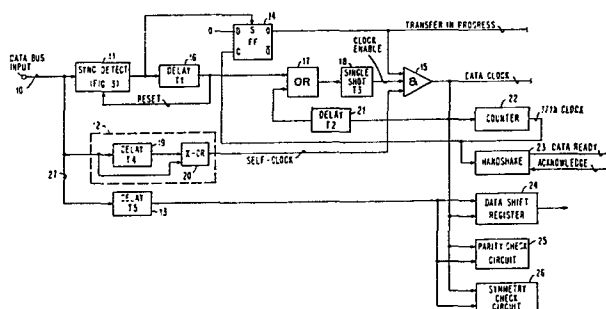 DATA BUS
INPUT
10
11
SYNC DETECT
(FIG 3)
16
DELAY
T1
RESET
14
0
D
S
Q
FF
C
Q
TRANSFER IN PROGRESS
17
OR
CLOCK
ENABLE
18
SINGLE
SHOT
T3
15
&
DATA CLOCK
DELAY
T2
21
22
COUNTER
17TH CLOCK
12
19
DELAY
T4
X-OR
20
SELF-CLOCK
HANDSHAKE
23
DATA READY
ACKNOWLEDGE
27
DELAY
T5
13
24
DATA SHIFT
REGISTER
25
PARITY CHECK
CIRCUIT
26
SYMMETRY
CHECK
CIRCUIT